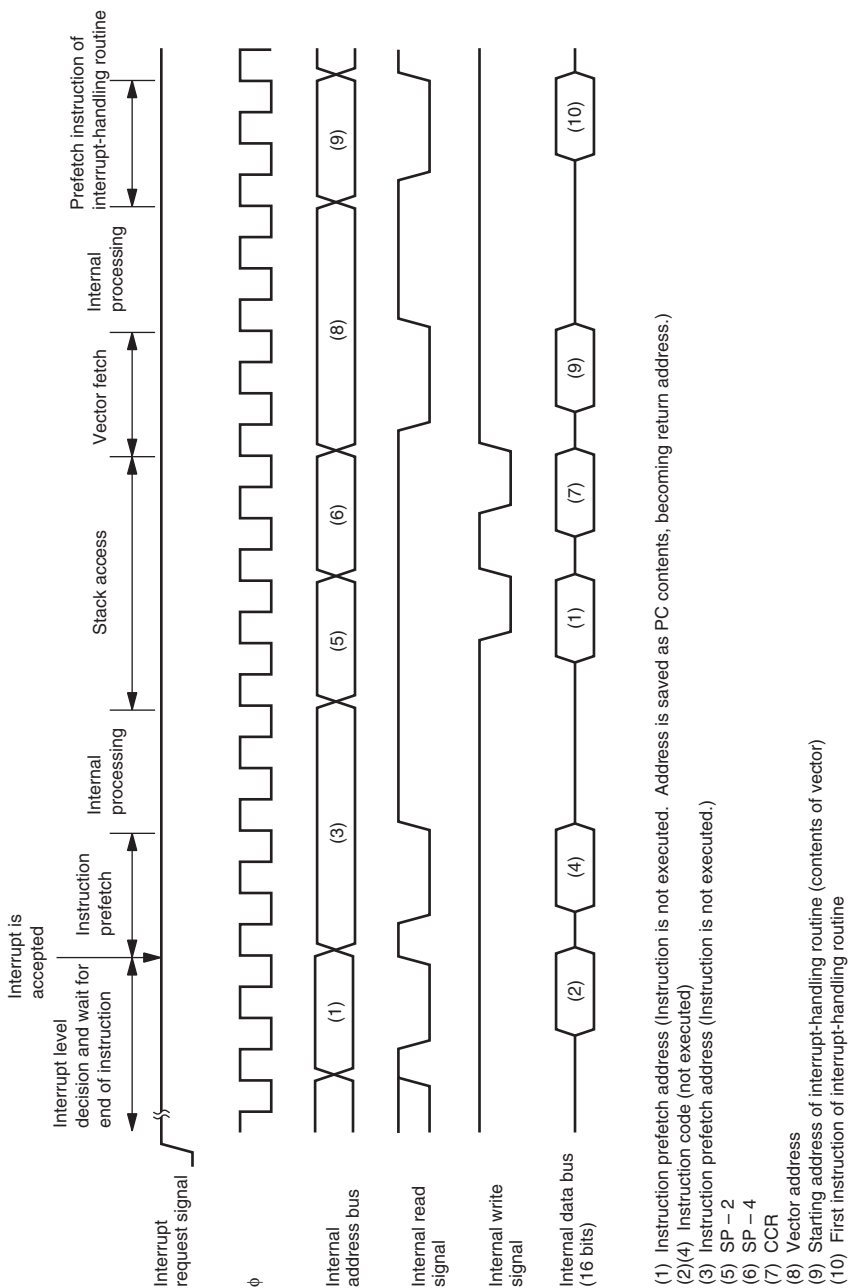 Interrupt is
accepted
Interrupt level
decision and wait for
end of instruction
Instruction
prefetch
Internal
processing
Stack access
Vector fetch
Internal
processing
Prefetch instruction of
interrupt-handling routine
Interrupt
request signal
φ
Internal
address bus
(1)
(3)
(5)
(6)
(8)
(9)
Internal read
signal
Internal write
signal
Internal data bus
(16 bits)
(2)
(4)
(1)
(7)
(9)
(10)
(1) Instruction prefetch address (Instruction is not executed. Address is saved as PC contents, becoming return address.)
(2)(4) Instruction code (not executed)
(3) Instruction prefetch address (Instruction is not executed.)
(5) SP – 2
(6) SP – 4
(7) CCR
(8) Vector address
(9) Starting address of interrupt-handling routine (contents of vector)
(10) First instruction of interrupt-handling routine